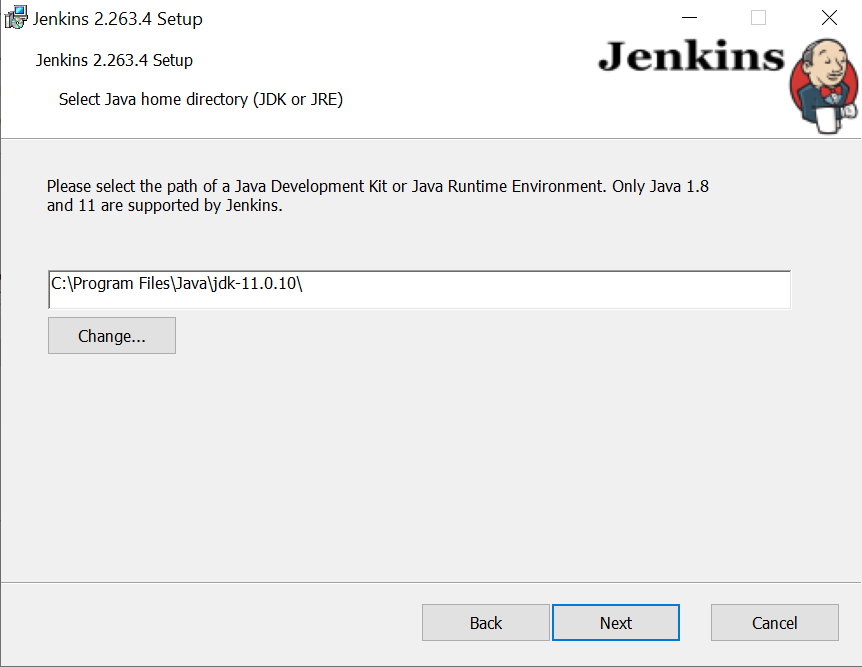 Jenkins 2.263.4 Setup
Jenkins 2.263.4 Setup
Jenkins
Select Java home directory (JDK or JRE)
Please select the path of a Java Development Kit or Java Runtime Environment. Only Java 1.8
and 11 are supported by Jenkins.
C:\Program Files\Java\jdk-11.0.10\
Change...
Back
Next
Cancel